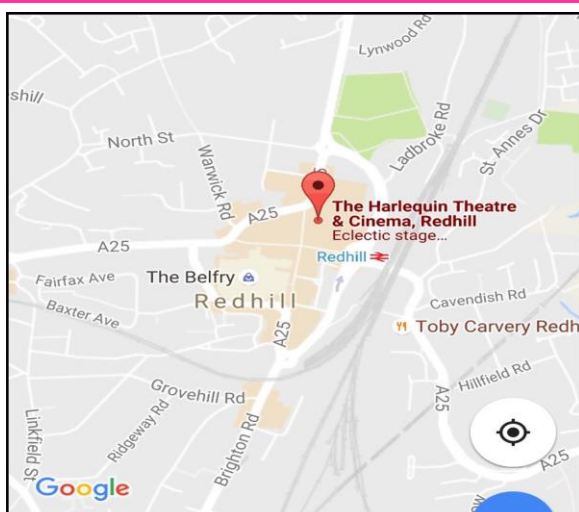 Lynwood Rd
shill
North St
Warwick Rd
Ladbroke Rd
St. Annes Dr
A25
The Harlequin Theatre
& Cinema, Redhill
Eclectic stage...
Redhill
A25
The Belfry
Redhill
Fairfax Ave
Baxter Ave
A25
Cavendish Rd
Toby Carvery Redh
Hillfield Rd
A25
Grovehill Rd
Ridgeway Rd
Linkfield St
Brighton Rd
A25
Google